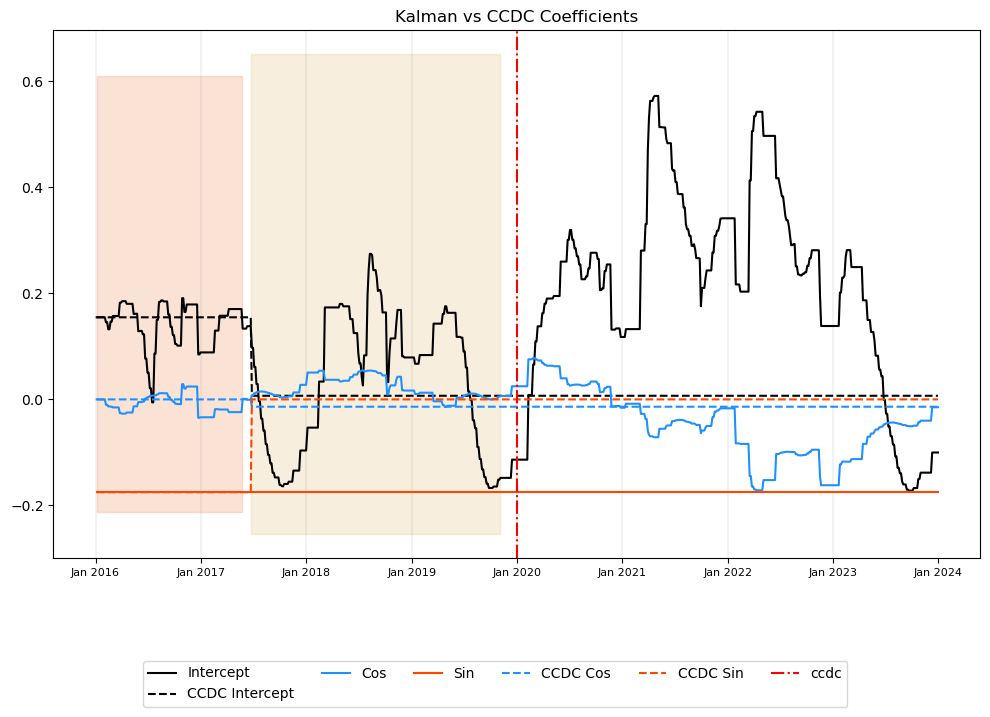 Kalman vs CCDC Coefficients
0.6
0.4
0.2
0.0
−0.2
Jan 2016 Jan 2017 Jan 2018 Jan 2019 Jan 2020 Jan 2021 Jan 2022 Jan 2023 Jan 2024
Intercept Cos Sin CCDC Cos CCDC Sin ccdc
CCDC Intercept